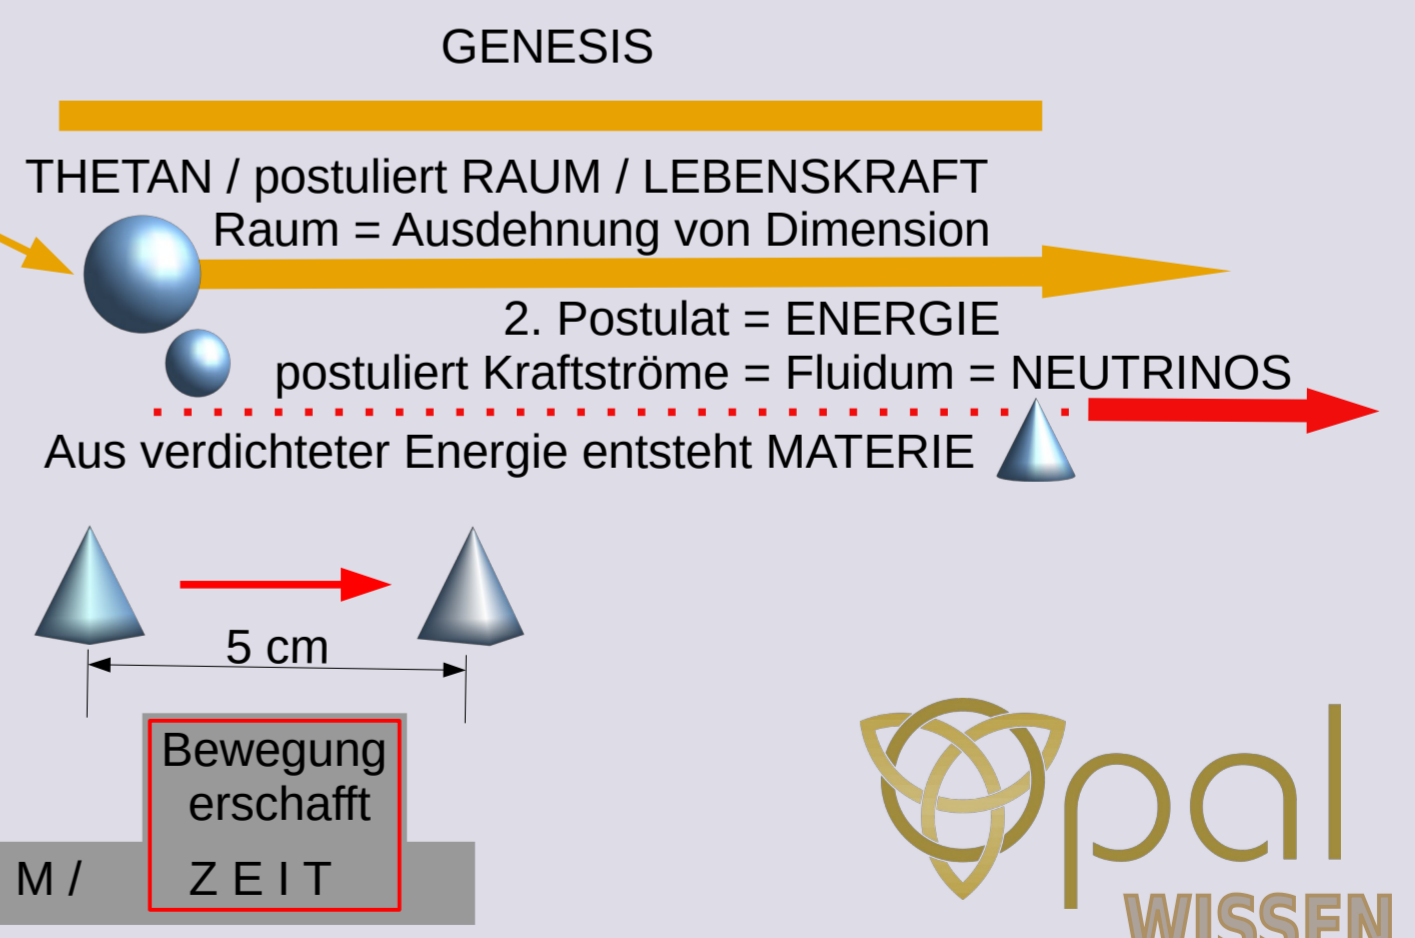 GENESIS
THETAN / postuliert RAUM / LEBENSKRAFT
Raum = Ausdehnung von Dimension
2. Postulat = ENERGIE
postuliert Kraftströme = Fluidum = NEUTRINOS
Aus verdichteter Energie entsteht MATERIE
5 cm
Bewegung
erschafft
M / Z E I T
Opal
WISSEN